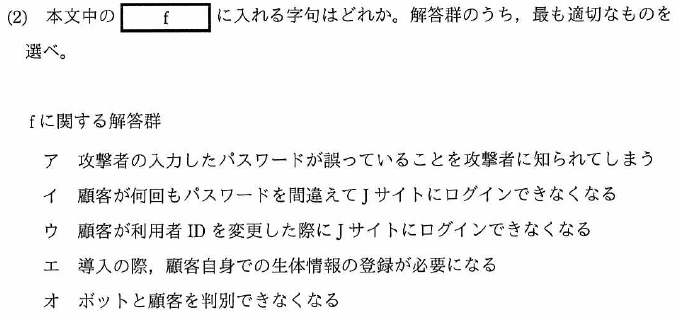 (2) 本文中の f に入れる字句はどれか。解答群のうち，最も適切なものを
選べ。
fに関する解答群
ア 攻撃者の入力したパスワードが誤っていることを攻撃者に知られてしまう
イ 顧客が何回もパスワードを間違えてJサイトにログインできなくなる
ウ 顧客が利用者 ID を変更した際にJサイトにログインできなくなる
エ 導入の際，顧客自身での生体情報の登録が必要になる
オ ボットと顧客を判別できなくなる